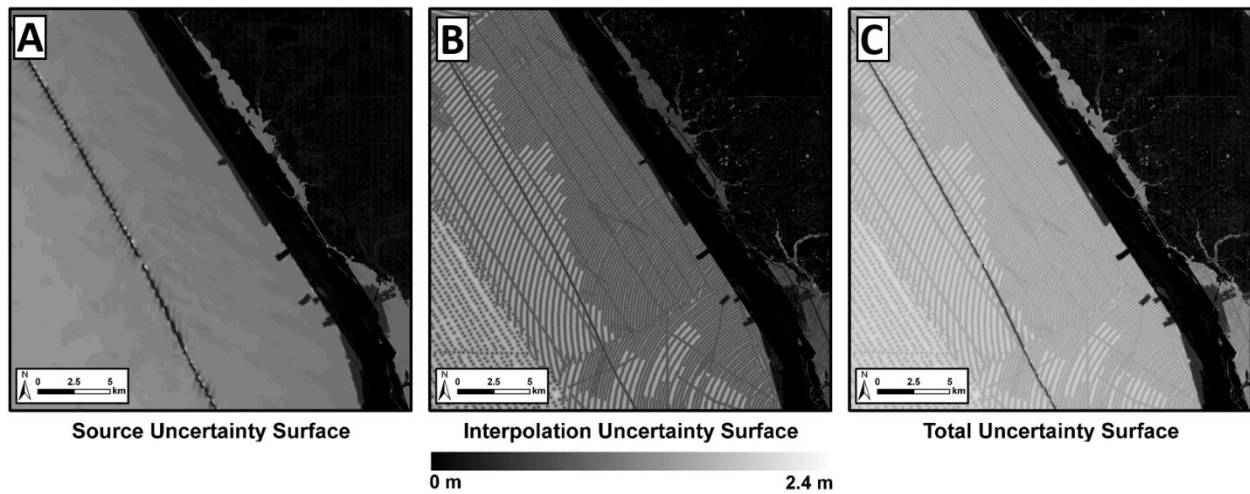 A
B
C
N
0 2.5 5
km
N
0 2.5 5
km
N
0 2.5 5
km
Source Uncertainty Surface
Interpolation Uncertainty Surface
Total Uncertainty Surface
0 m
2.4 m